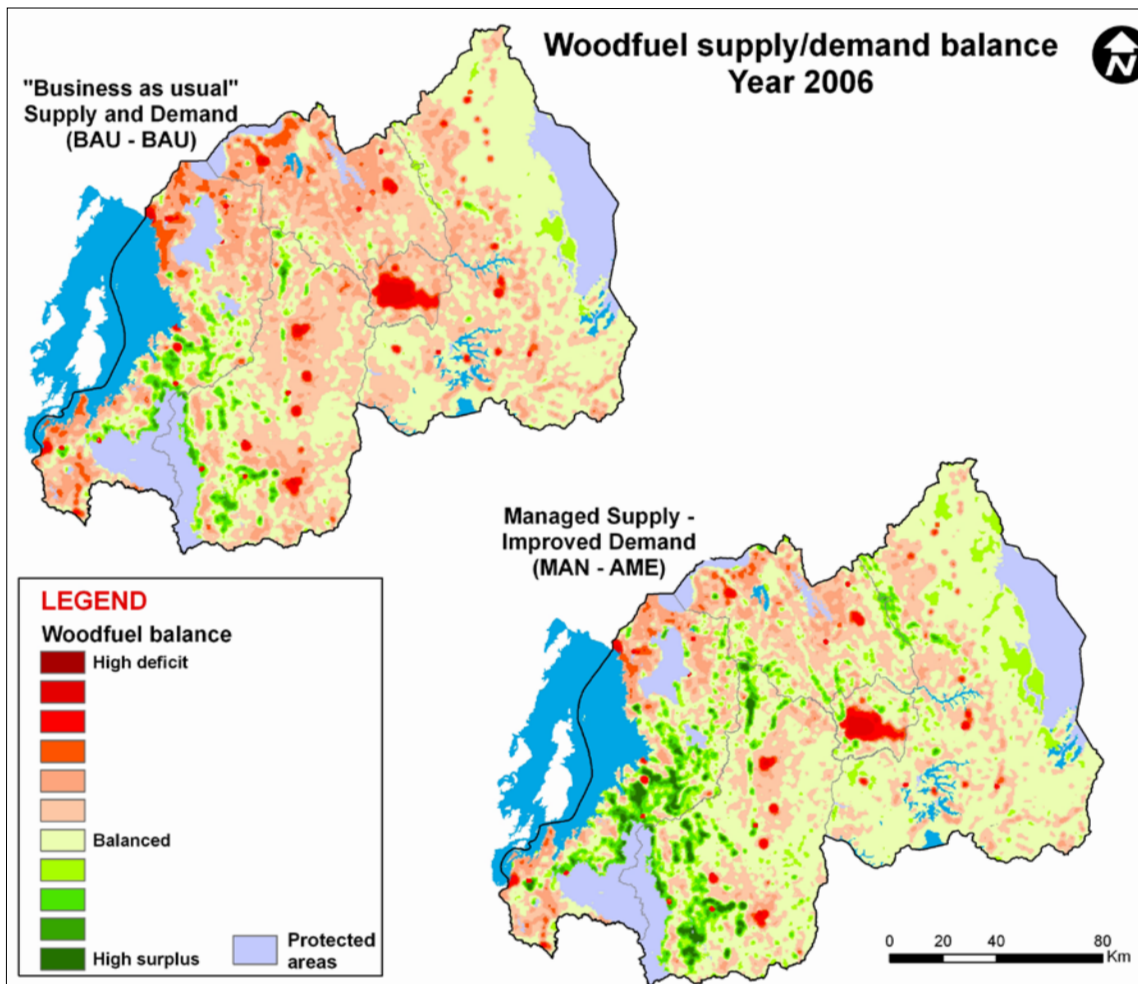 Woodfuel supply/demand balance
Year 2006
N
"Business as usual"
Supply and Demand
(BAU - BAU)
Managed Supply -
Improved Demand
(MAN - AME)
LEGEND
Woodfuel balance
High deficit
Balanced
High surplus
Protected
areas
0 20 40 80
Km